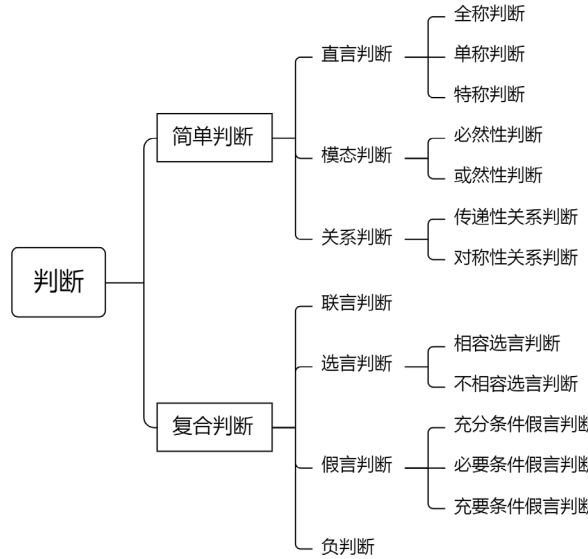 判断
简单判断
直言判断
全称判断
单称判断
特称判断
模态判断
必然性判断
或然性判断
关系判断
传递性关系判断
对称性关系判断
复合判断
联言判断
选言判断
相容选言判断
不相容选言判断
假言判断
充分条件假言判断
必要条件假言判断
充要条件假言判断
负判断